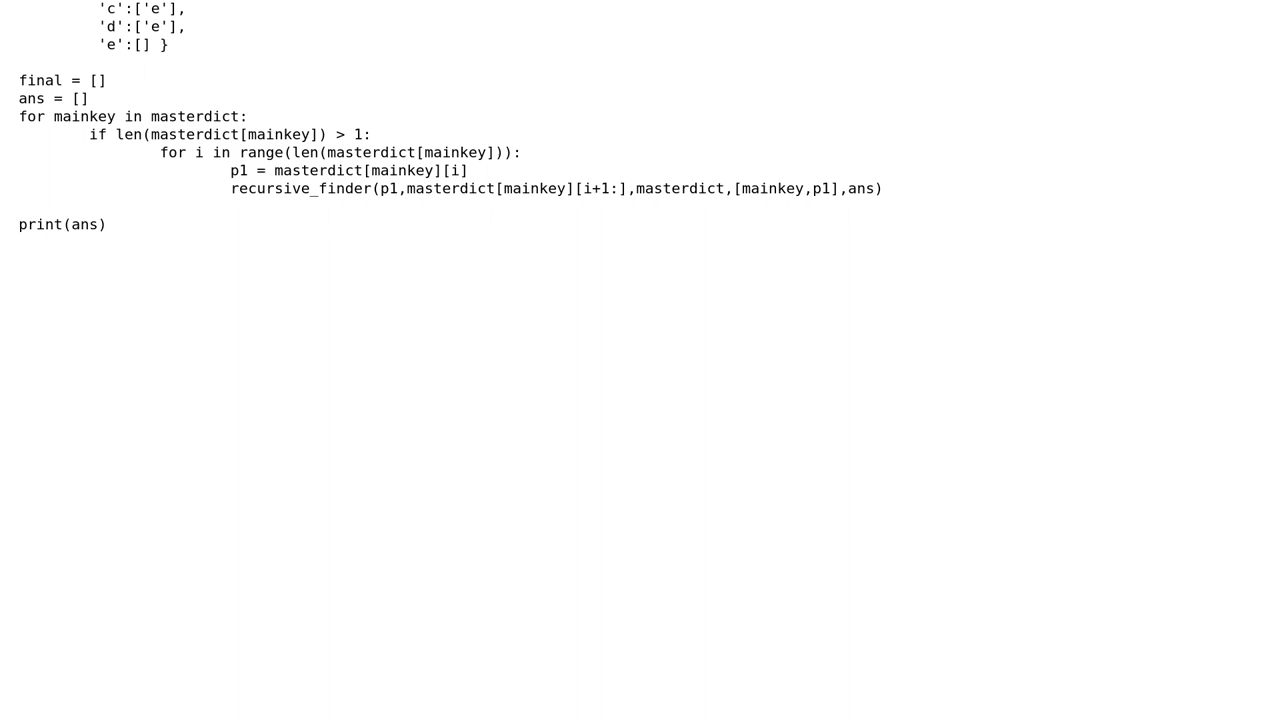 'c':['e'],
'd':['e'],
'e':[] }
final = []
ans = []
for mainkey in masterdict:
if len(masterdict[mainkey]) > 1:
for i in range(len(masterdict[mainkey])):
p1 = masterdict[mainkey][i]
recursive_finder(p1,masterdict[mainkey][i+1:],masterdict,[mainkey,p1],ans)
print(ans)